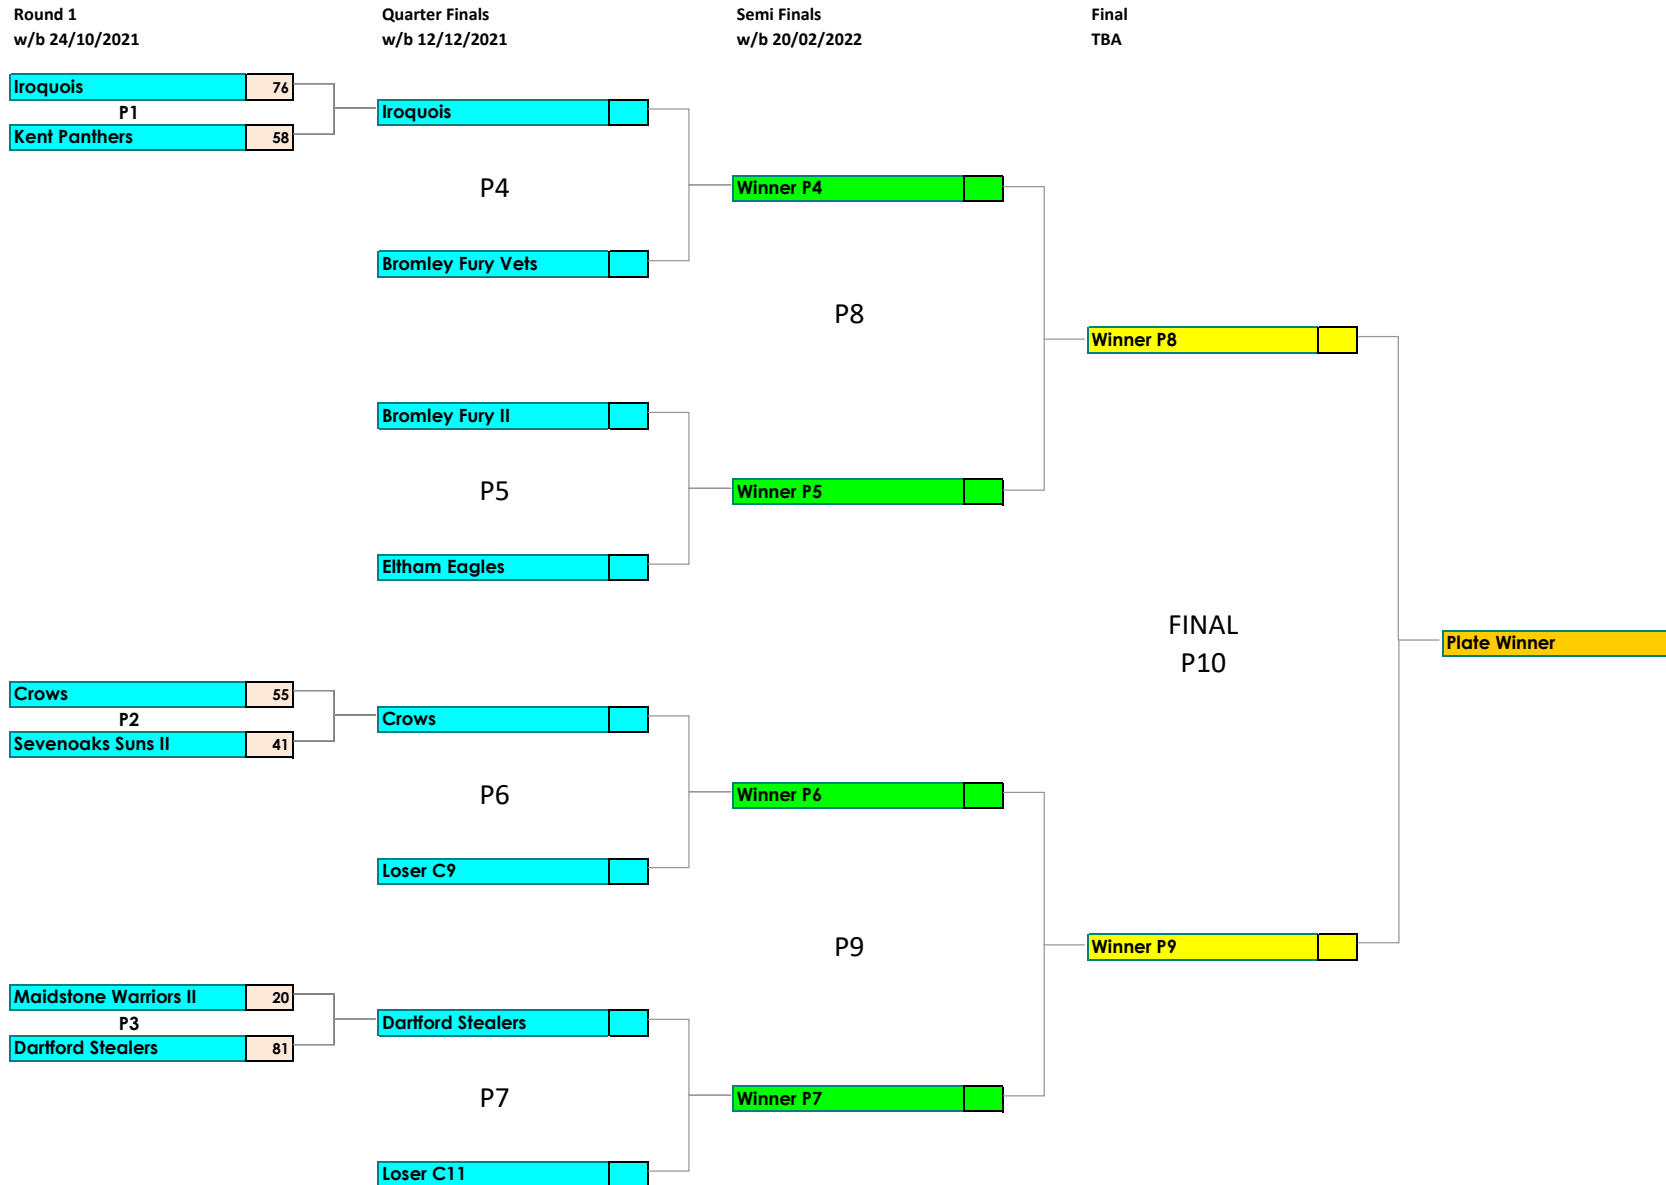 Round 1
w/b 24/10/2021
Quarter Finals
w/b 12/12/2021
Semi Finals
w/b 20/02/2022
Final
TBA
Iroquois 76
P1
Kent Panthers 58
Iroquois
P4
Bromley Fury Vets
Winner P4
P8
Winner P8
Bromley Fury II
P5
Eltham Eagles
Winner P5
FINAL
P10
Plate Winner
Crows 55
P2
Sevenoaks Suns II 41
Crows
P6
Loser C9
Winner P6
P9
Winner P9
Maidstone Warriors II 20
P3
Dartford Stealers 81
Dartford Stealers
P7
Loser C11
Winner P7